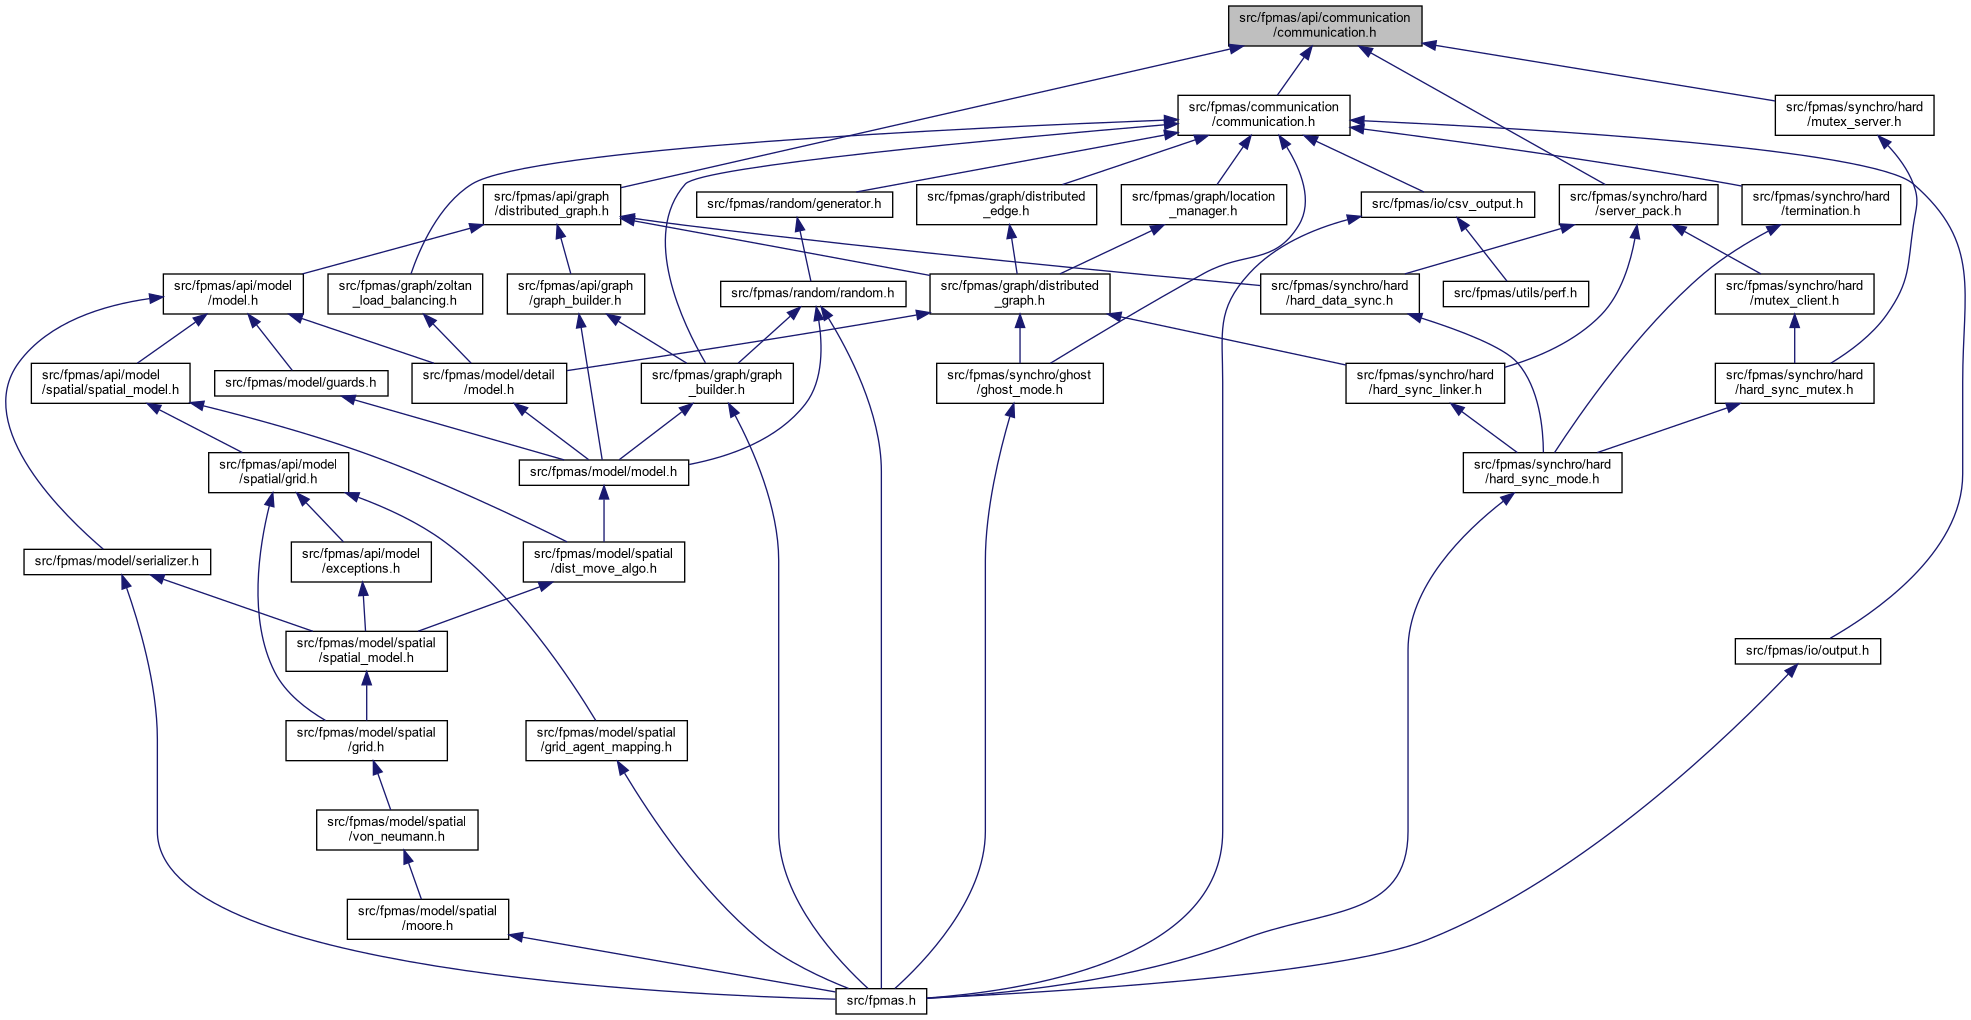 src/fpmas/api/communication
/communication.h
src/fpmas/communication
/communication.h
src/fpmas/synchro/hard
/mutex_server.h
src/fpmas/api/graph
/distributed_graph.h
src/fpmas/random/generator.h
src/fpmas/graph/distributed
_edge.h
src/fpmas/graph/location
_manager.h
src/fpmas/io/csv_output.h
src/fpmas/synchro/hard
/server_pack.h
src/fpmas/synchro/hard
/termination.h
src/fpmas/api/model
/model.h
src/fpmas/graph/zoltan
_load_balancing.h
src/fpmas/api/graph
/graph_builder.h
src/fpmas/random/random.h
src/fpmas/graph/distributed
_graph.h
src/fpmas/synchro/hard
/hard_data_sync.h
src/fpmas/utils/perf.h
src/fpmas/synchro/hard
/mutex_client.h
src/fpmas/api/model
/spatial/spatial_model.h
src/fpmas/model/guards.h
src/fpmas/model/detail
/model.h
src/fpmas/graph/graph
_builder.h
src/fpmas/synchro/ghost
/ghost_mode.h
src/fpmas/synchro/hard
/hard_sync_linker.h
src/fpmas/synchro/hard
/hard_sync_mutex.h
src/fpmas/api/model
/spatial/grid.h
src/fpmas/model/model.h
src/fpmas/synchro/hard
/hard_sync_mode.h
src/fpmas/model/serializer.h
src/fpmas/api/model
/exceptions.h
src/fpmas/model/spatial
/dist_move_algo.h
src/fpmas/model/spatial
/spatial_model.h
src/fpmas/io/output.h
src/fpmas/model/spatial
/grid.h
src/fpmas/model/spatial
/grid_agent_mapping.h
src/fpmas/model/spatial
/von_neumann.h
src/fpmas/model/spatial
/moore.h
src/fpmas.h